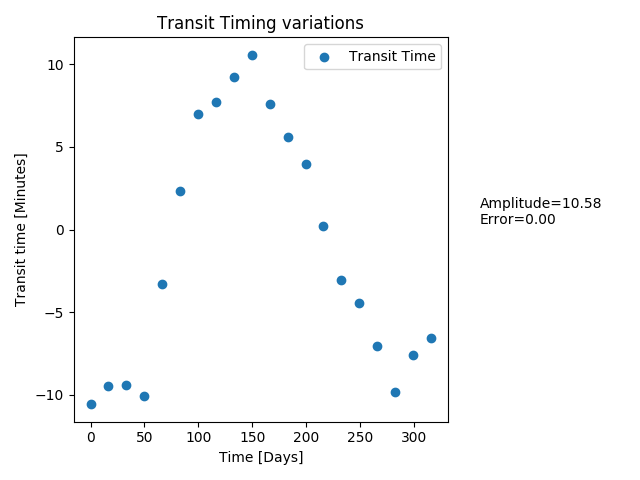 Transit Timing variations
Transit Time
10
5
0
−5
−10
Transit time [Minutes]
0 50 100 150 200 250 300
Time [Days]
Amplitude=10.58
Error=0.00